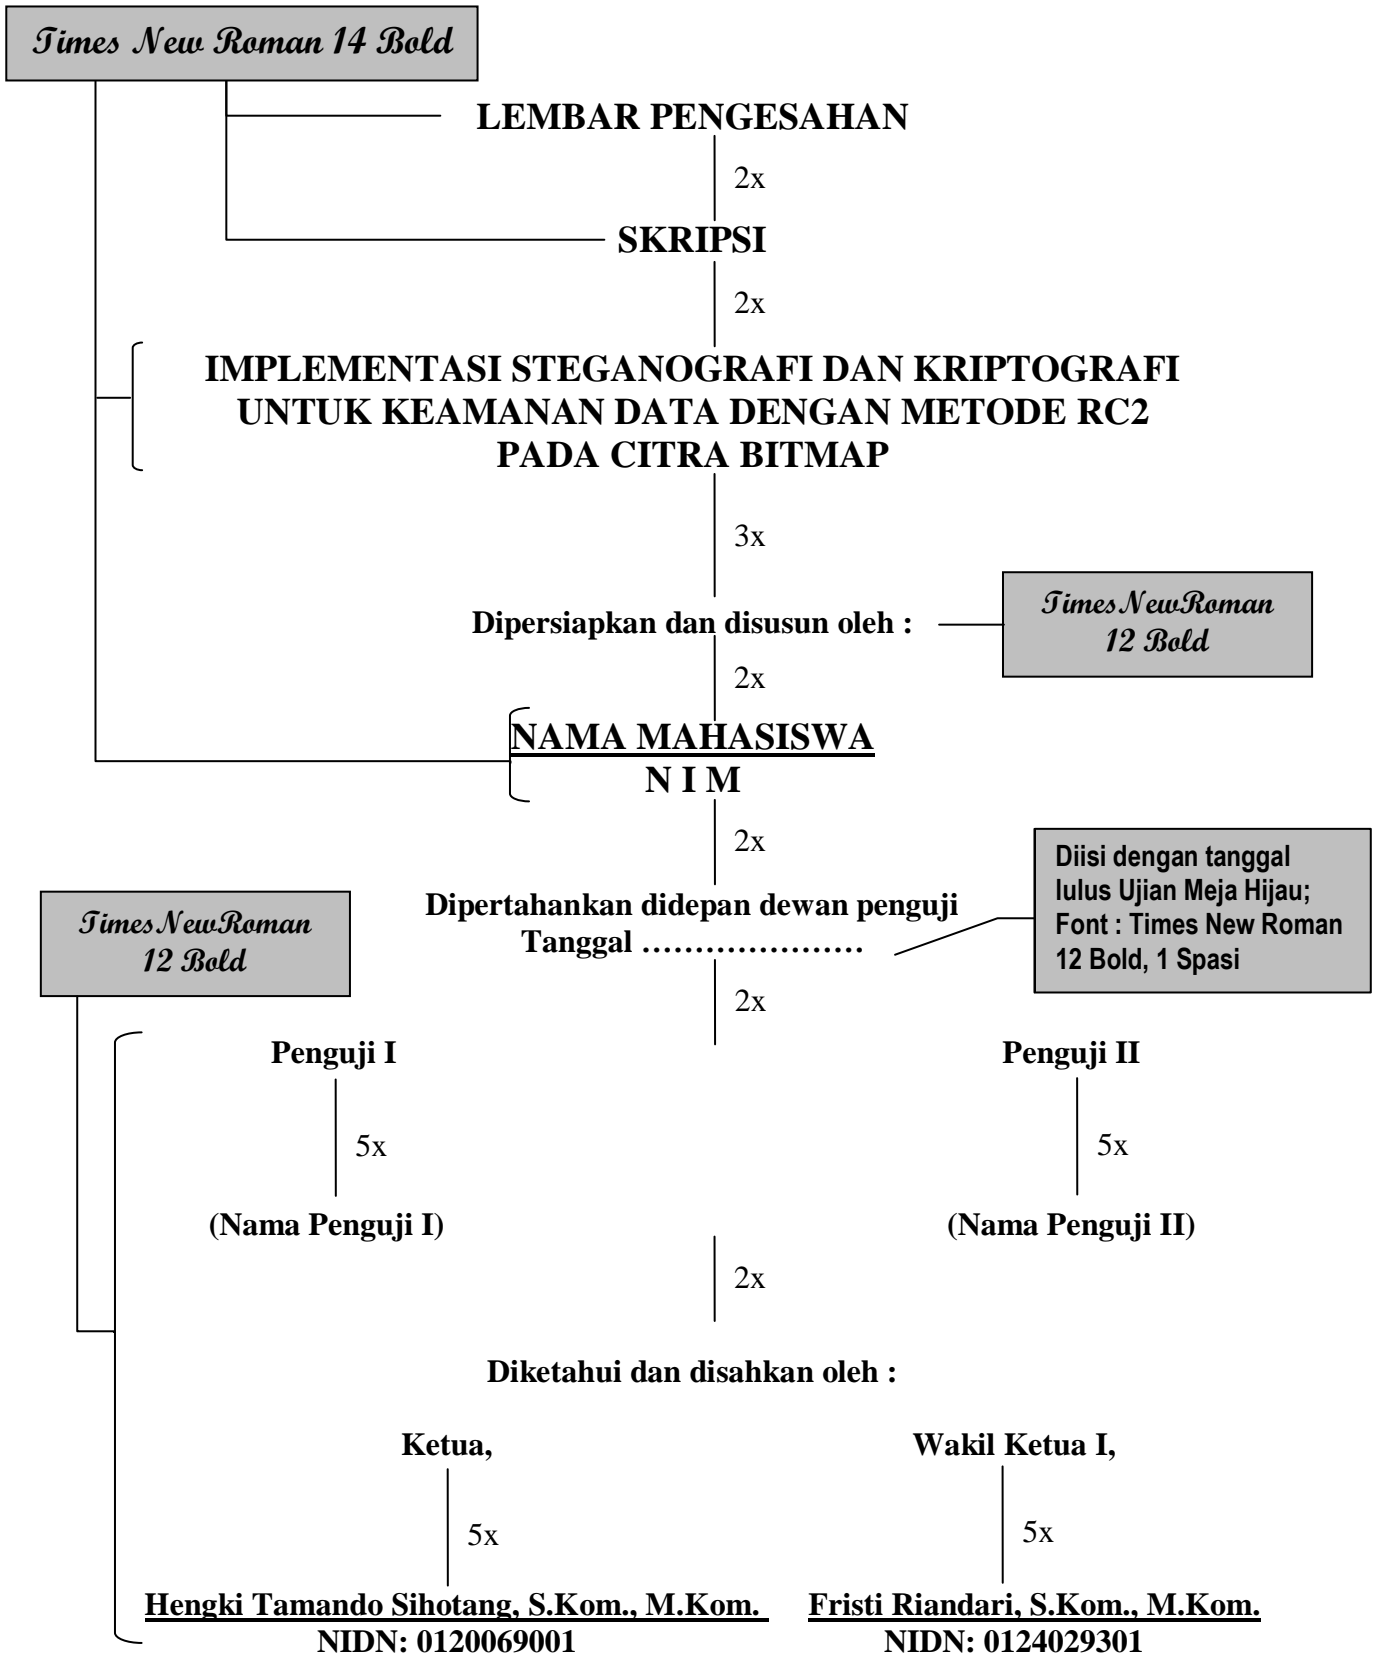 Times New Roman 14 Bold
LEMBAR PENGESAHAN
2x
SKRIPSI
2x
IMPLEMENTASI STEGANOGRAFI DAN KRIPTOGRAFI
UNTUK KEAMANAN DATA DENGAN METODE RC2
PADA CITRA BITMAP
3x
Dipersiapkan dan disusun oleh :
TimesNewRoman
12 Bold
2x
NAMA MAHASISWA
N I M
2x
Diisi dengan tanggal
lulus Ujian Meja Hijau;
Font : Times New Roman
12 Bold, 1 Spasi
Dipertahankan didepan dewan penguji
Tanggal …………………
TimesNewRoman
12 Bold
2x
Penguji I
Penguji II
5x
5x
(Nama Penguji I)
(Nama Penguji II)
2x
Diketahui dan disahkan oleh :
Ketua,
Wakil Ketua I,
5x
5x
Hengki Tamando Sihotang, S.Kom., M.Kom.
Fristi Riandari, S.Kom., M.Kom.
NIDN: 0120069001
NIDN: 0124029301